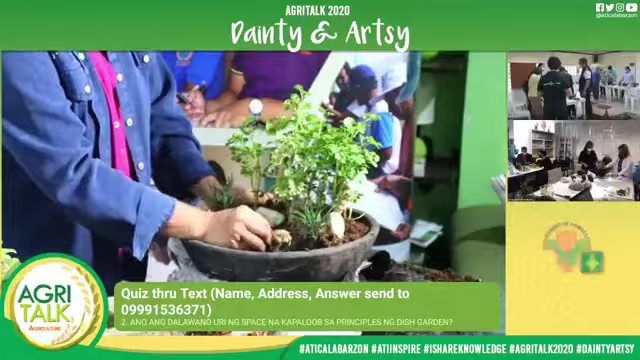 AGRITALK 2020
Dainty & Artsy
@aticalabarzon
AGRI
TALK
AGRICULTURE
Quiz thru Text (Name, Address, Answer send to
09991536371)
2. ANO ANG DALAWANG URI NG SPACE NA KAPALOOB SA PRINCIPLES NG DISH GARDEN?
#ATICALABARZON #ATIINSPIRE #ISHAREKNOWLEDGE #AGRITALK2020 #DAINTYARTSY